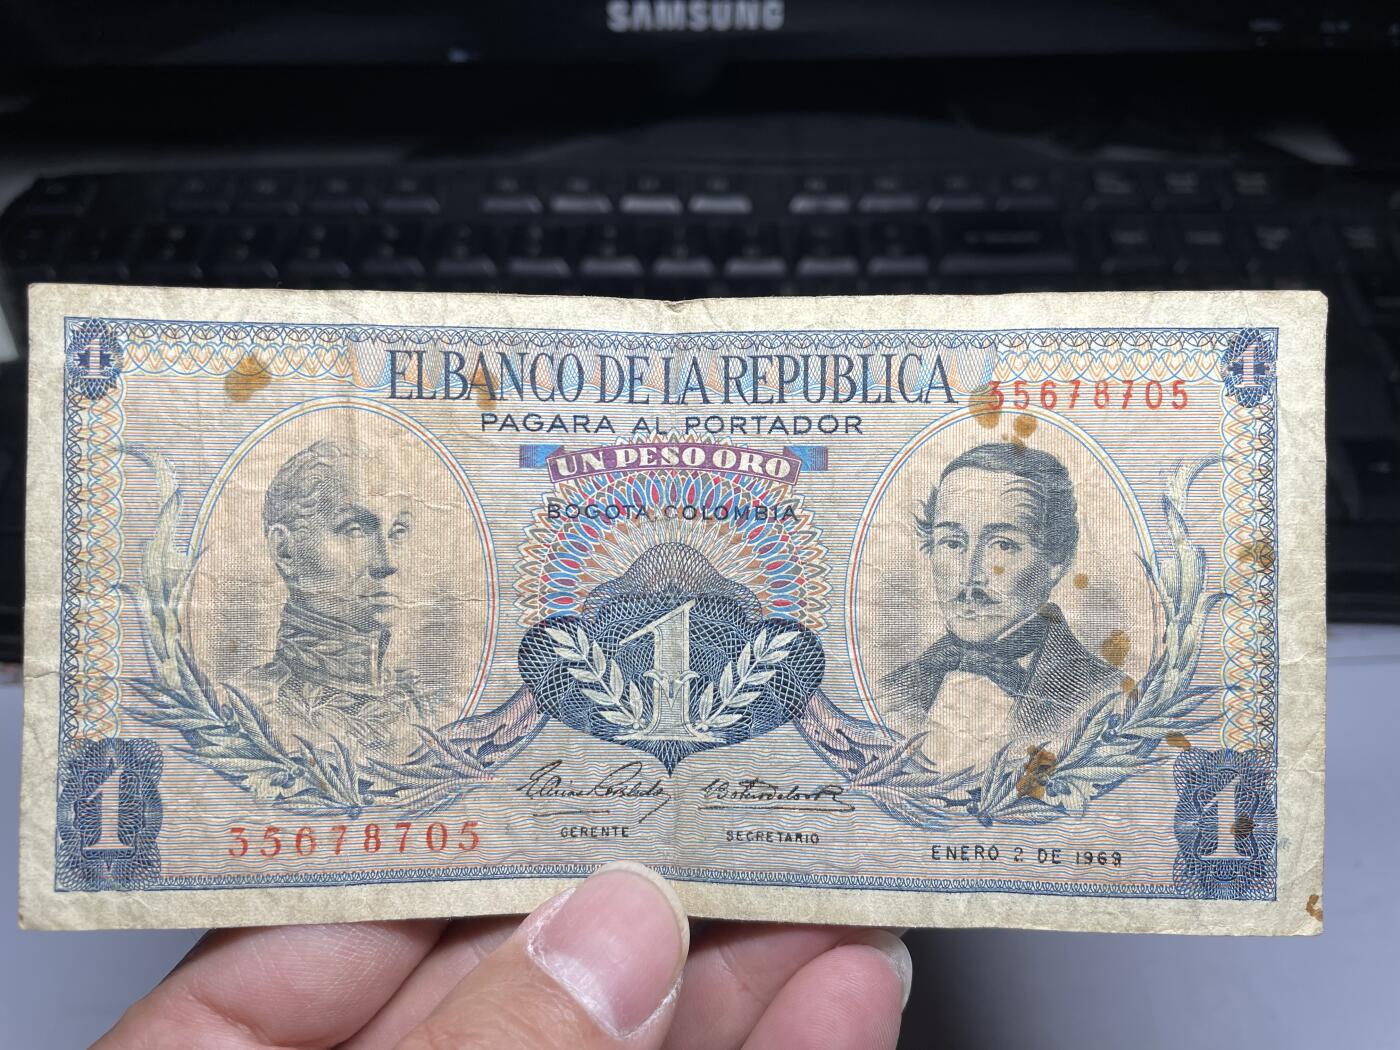 SAMSUNG
1
1
EL BANCO DE LA REPUBLICA
35678705
PAGARA AL PORTADOR
UN PESO ORO
BOGOTA COLOMBIA
1
GERENTE
SECRETARIO
1
35678705
ENERO 2 DE 1969
1